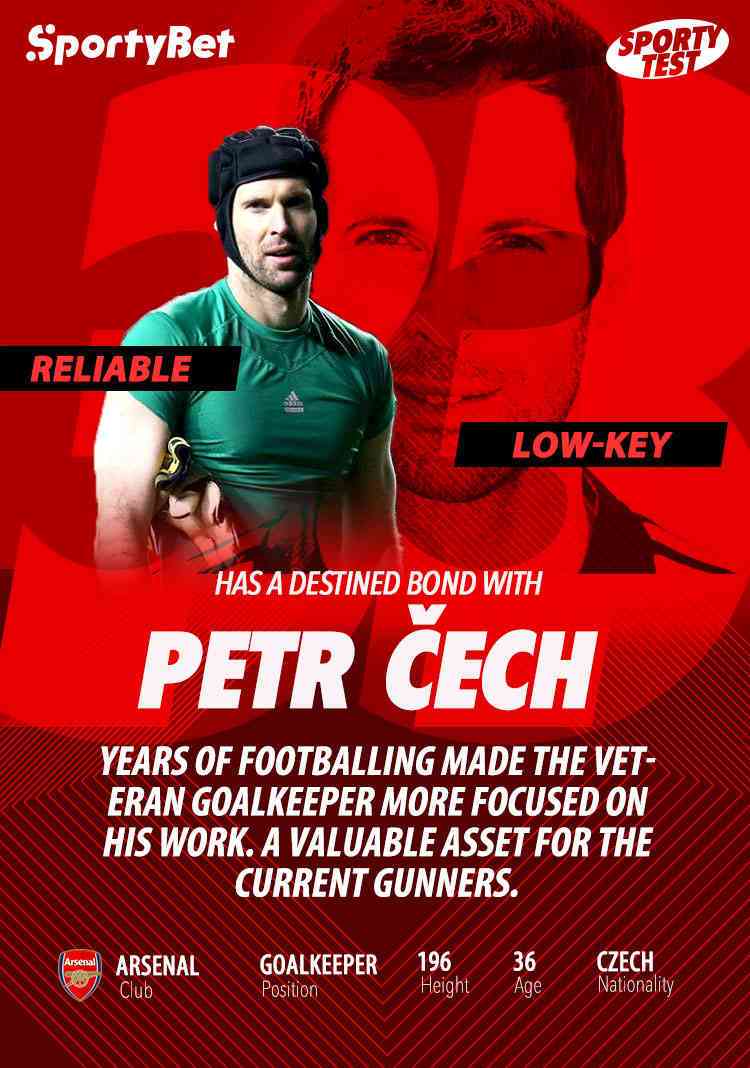 SportyBet
SPORTY
TEST
33
RELIABLE
LOW-KEY
HAS A DESTINED BOND WITH
PETR ČECH
YEARS OF FOOTBALLING MADE THE VET-
ERAN GOALKEEPER MORE FOCUSED ON
HIS WORK. A VALUABLE ASSET FOR THE
CURRENT GUNNERS.
Arsenal
ARSENAL
Club
GOALKEEPER
Position
196
Height
36
Age
CZECH
Nationality